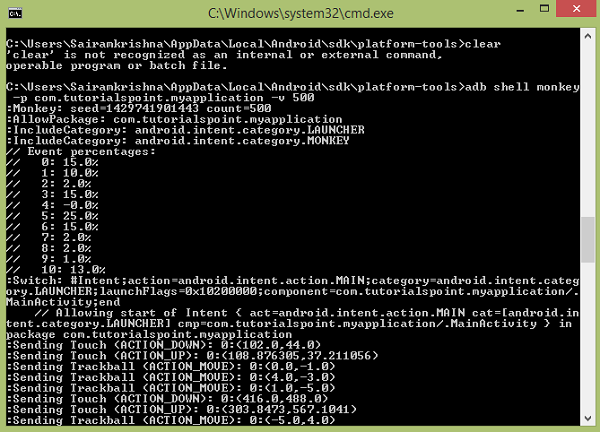 C:\Windows\system32\cmd.exe
C:\Users\Sairamkrishna\AppData\Local\Android\sdk\platform-tools>clear
'clear' is not recognized as an internal or external command,
operable program or batch file.
C:\Users\Sairamkrishna\AppData\Local\Android\sdk\platform-tools>adb shell monkey
-p com.tutorialspoint.myapplication -v 500
:Monkey: seed=1429741981443 count=500
:AllowPackage: com.tutorialspoint.myapplication
:IncludeCategory: android.intent.category.LAUNCHER
:IncludeCategory: android.intent.category.MONKEY
// Event percentages:
//   0: 15.0%
//   1: 10.0%
//   2: 2.0%
//   3: 15.0%
//   4: -0.0%
//   5: 25.0%
//   6: 15.0%
//   7: 2.0%
//   8: 2.0%
//   9: 1.0%
//   10: 13.0%
:Switch: #Intent;action=android.intent.action.MAIN;category=android.intent.categ
ory.LAUNCHER;launchFlags=0x10200000;component=com.tutorialspoint.myapplication/.
MainActivity;end
    // Allowing start of Intent { act=android.intent.action.MAIN cat=[android.in
tent.category.LAUNCHER] cmp=com.tutorialspoint.myapplication/.MainActivity } in
package com.tutorialspoint.myapplication
:Sending Touch (ACTION_DOWN): 0:(102.0,44.0)
:Sending Touch (ACTION_UP): 0:(108.876305,37.211056)
:Sending Trackball (ACTION_MOVE): 0:(0.0,-1.0)
:Sending Trackball (ACTION_MOVE): 0:(4.0,-3.0)
:Sending Trackball (ACTION_MOVE): 0:(1.0,-5.0)
:Sending Touch (ACTION_DOWN): 0:(416.0,488.0)
:Sending Touch (ACTION_UP): 0:(303.8473,567.1041)
:Sending Trackball (ACTION_MOVE): 0:(-5.0,4.0)